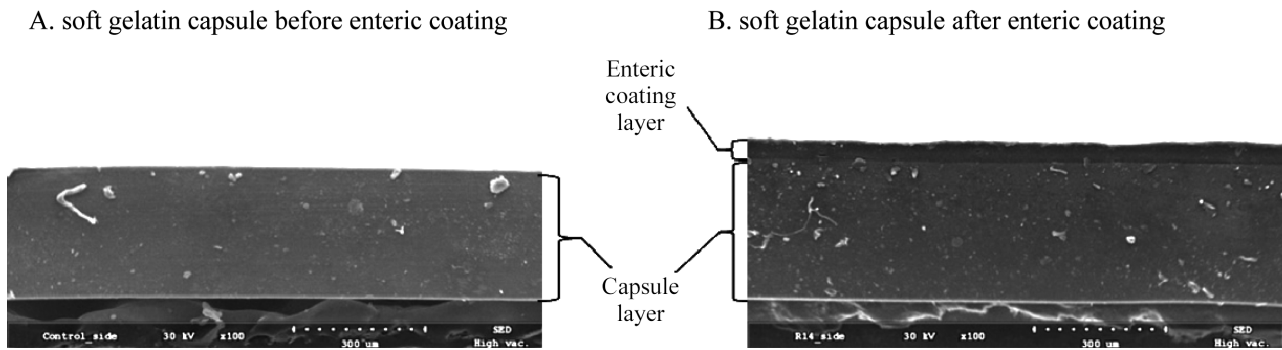 A. soft gelatin capsule before enteric coating
B. soft gelatin capsule after enteric coating
Enteric
coating
layer
Capsule
layer
Control_side 30 kV x100 300 um SED
High vac.
R14_side 30 kV x100 300 um SED
High vac.